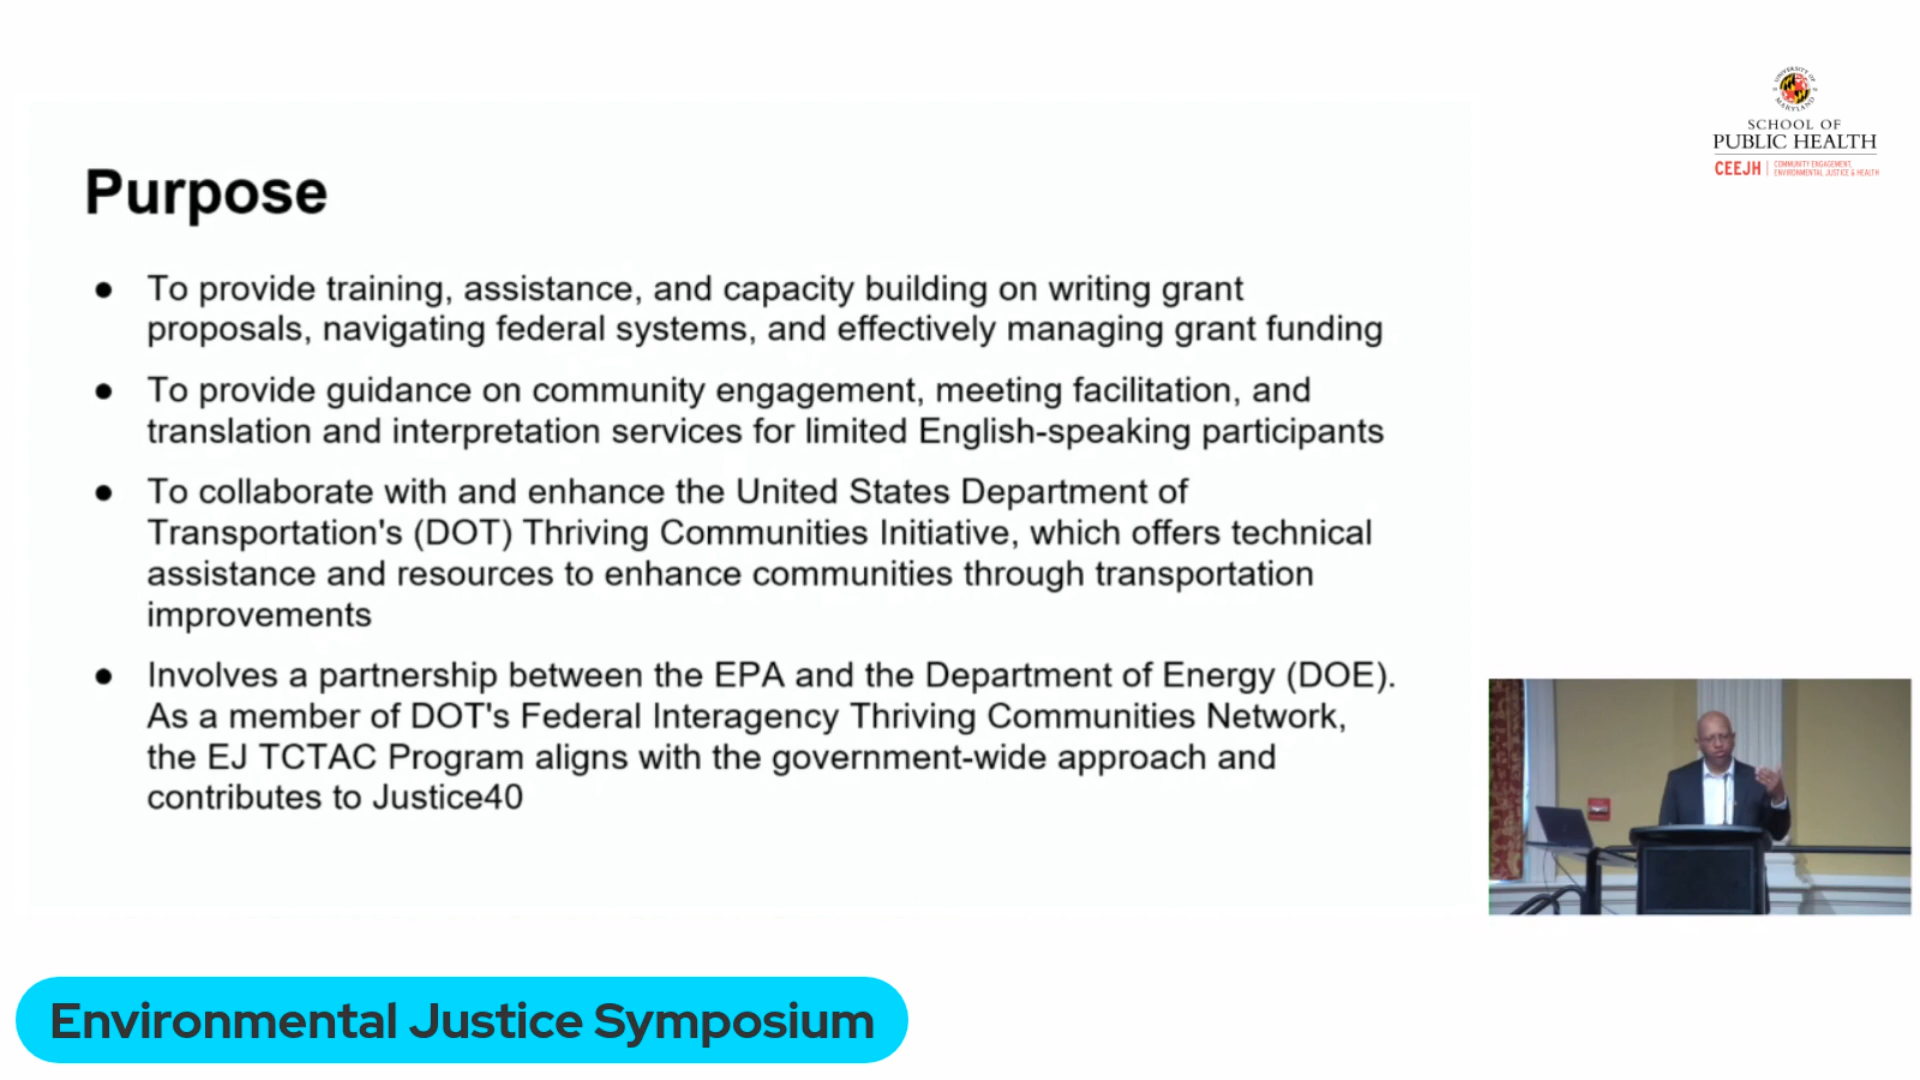 UNIVERSITY OF
MARYLAND
SCHOOL OF
PUBLIC HEALTH
CEEJH | COMMUNITY ENGAGEMENT,
ENVIRONMENTAL JUSTICE & HEALTH
Purpose
● To provide training, assistance, and capacity building on writing grant
proposals, navigating federal systems, and effectively managing grant funding
● To provide guidance on community engagement, meeting facilitation, and
translation and interpretation services for limited English-speaking participants
● To collaborate with and enhance the United States Department of
Transportation's (DOT) Thriving Communities Initiative, which offers technical
assistance and resources to enhance communities through transportation
improvements
● Involves a partnership between the EPA and the Department of Energy (DOE).
As a member of DOT's Federal Interagency Thriving Communities Network,
the EJ TCTAC Program aligns with the government-wide approach and
contributes to Justice40
Environmental Justice Symposium